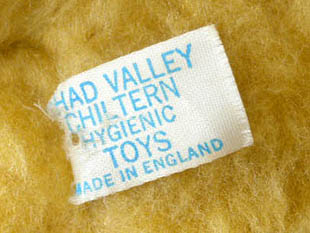 HAD VALLEY
CHILTERN
HYGIENIC
TOYS
MADE IN ENGLAND